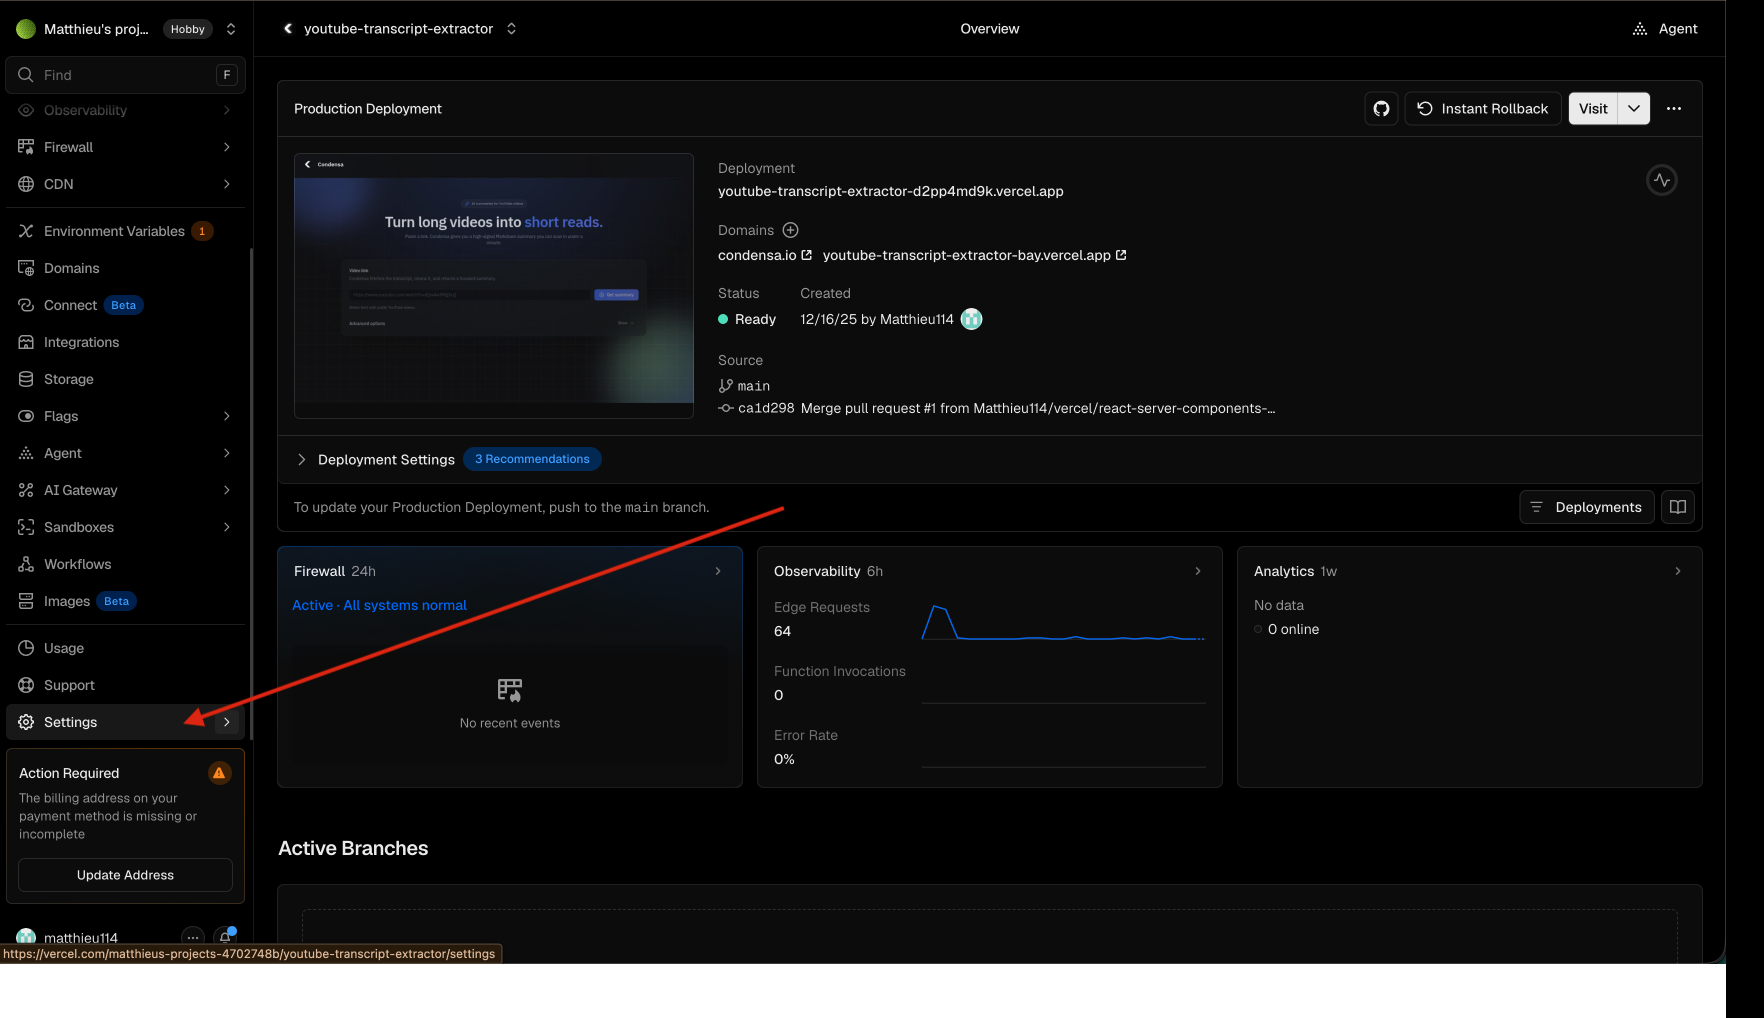 Matthieu's proj...
Hobby
Find
F
Observability
Firewall
CDN
Environment Variables 1
Domains
Connect Beta
Integrations
Storage
Flags
Agent
AI Gateway
Sandboxes
Workflows
Images Beta
Usage
Support
Settings
Action Required
The billing address on your
payment method is missing or
incomplete
Update Address
matthieu114
https://vercel.com/matthieus-projects-4702748b/youtube-transcript-extractor/settings
youtube-transcript-extractor
Overview
Agent
Production Deployment
Instant Rollback
Visit
Condensa
Turn long videos into short reads.
Video link
Get summary
Advanced options
Deployment
youtube-transcript-extractor-d2pp4md9k.vercel.app
Domains
condensa.io youtube-transcript-extractor-bay.vercel.app
Status Created
Ready 12/16/25 by Matthieu114
Source
main
ca1d298 Merge pull request #1 from Matthieu114/vercel/react-server-components-...
Deployment Settings 3 Recommendations
To update your Production Deployment, push to the main branch.
Deployments
Firewall 24h
Active · All systems normal
No recent events
Observability 6h
Edge Requests
64
Function Invocations
0
Error Rate
0%
Analytics 1w
No data
0 online
Active Branches